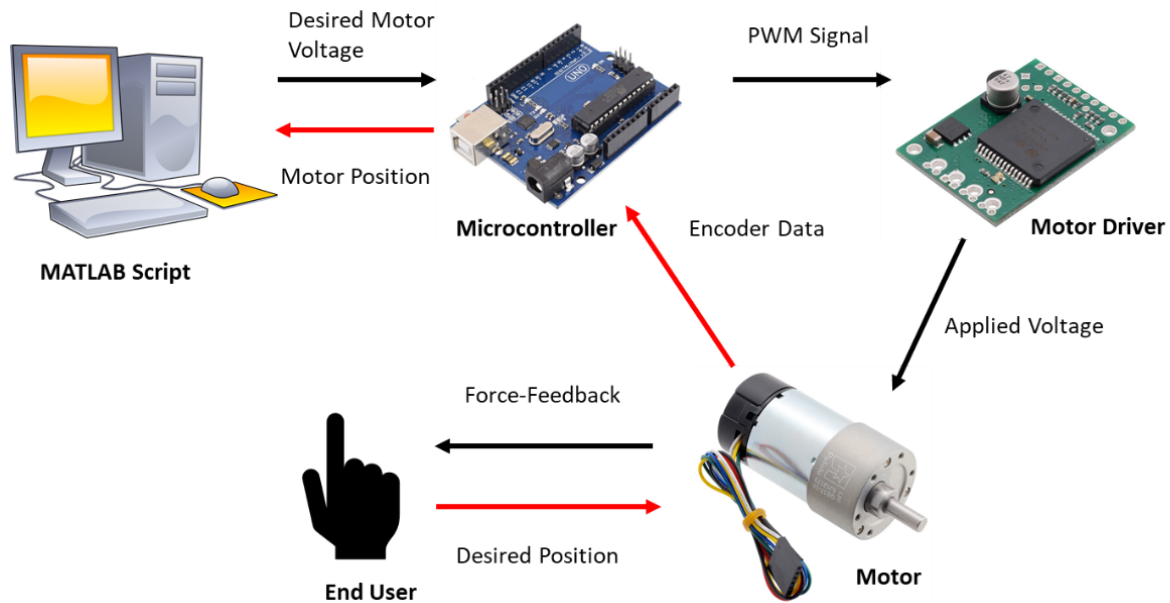 Desired Motor
Voltage
PWM Signal
UNO
Motor Position
Microcontroller
Encoder Data
Motor Driver
MATLAB Script
Applied Voltage
Force-Feedback
Desired Position
End User
Motor